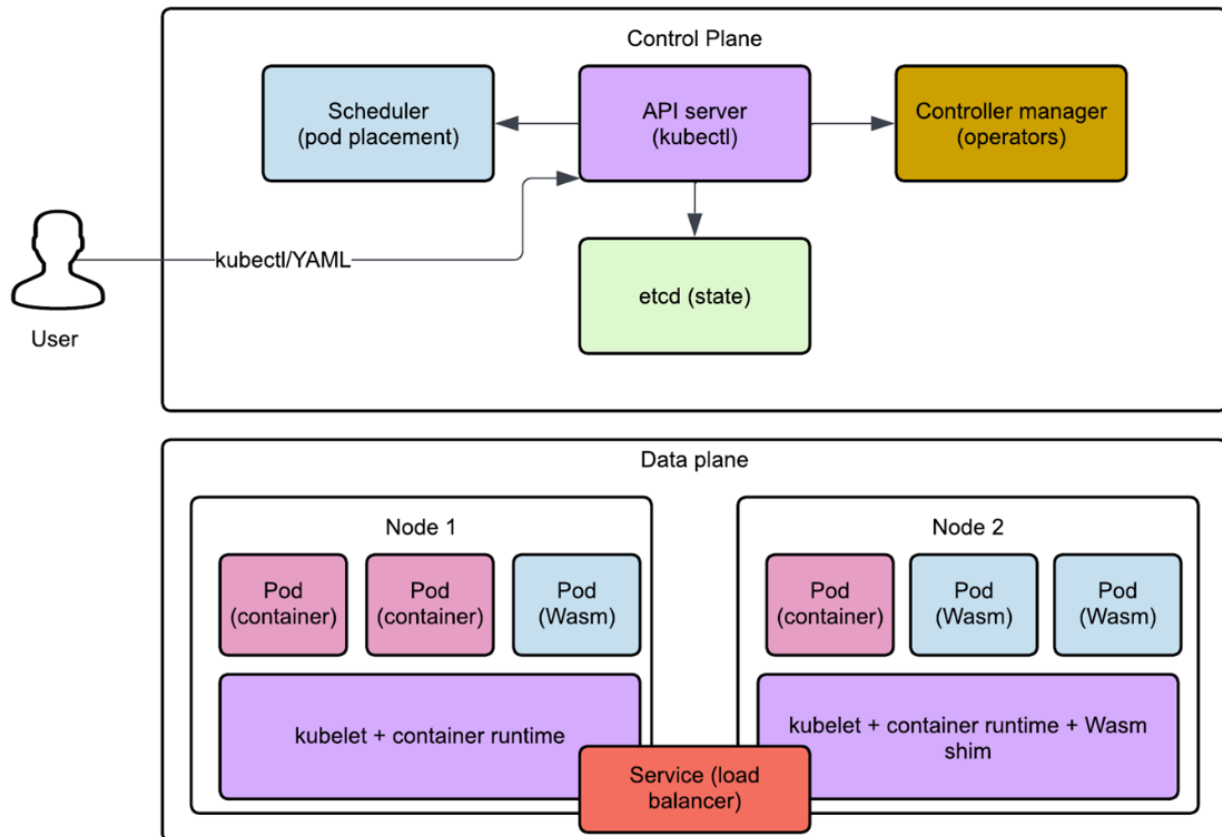 Control Plane
Scheduler
(pod placement)
API server
(kubectl)
Controller manager
(operators)
kubectl/YAML
etcd (state)
User
Data plane
Node 1
Pod
(container)
Pod
(container)
Pod
(Wasm)
kubelet + container runtime
Node 2
Pod
(container)
Pod
(Wasm)
Pod
(Wasm)
kubelet + container runtime + Wasm
shim
Service (load
balancer)